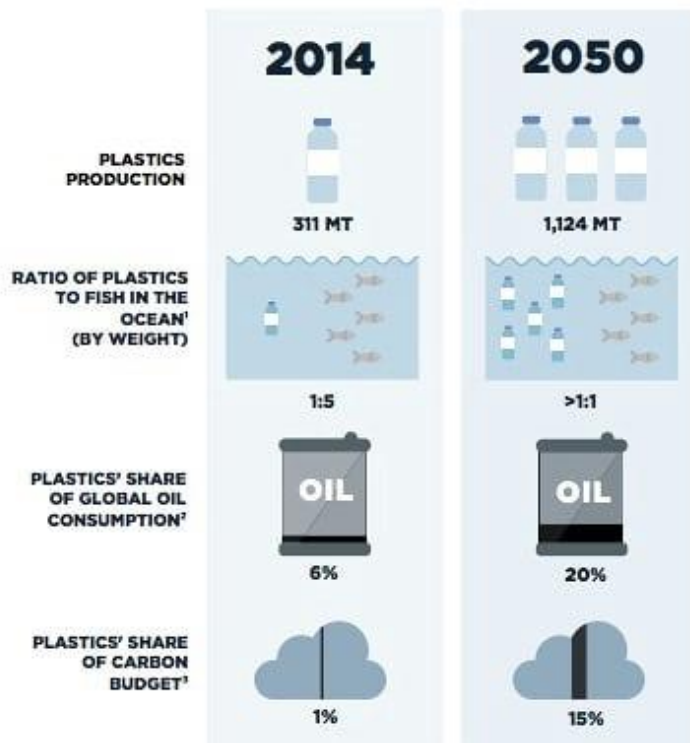 2014
2050
PLASTICS
PRODUCTION
311 MT
1,124 MT
RATIO OF PLASTICS
TO FISH IN THE
OCEAN¹
(BY WEIGHT)
1:5
>1:1
PLASTICS' SHARE
OF GLOBAL OIL
CONSUMPTION²
OIL
OIL
6%
20%
PLASTICS' SHARE
OF CARBON
BUDGET³
1%
15%